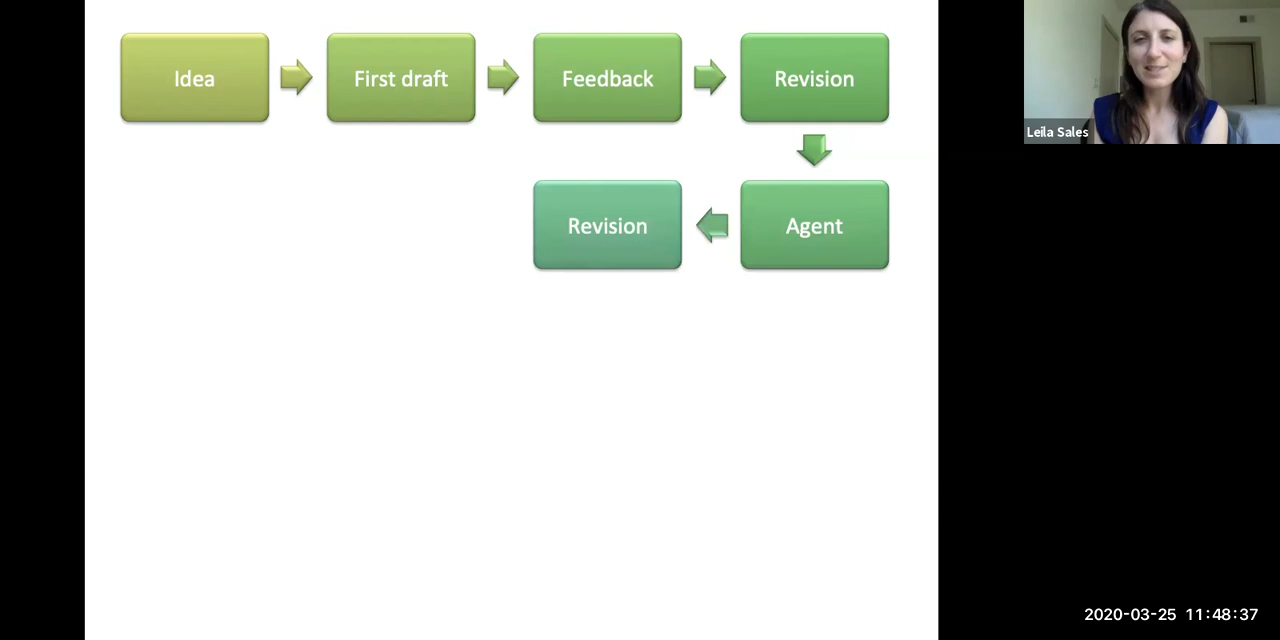 Idea
First draft
Feedback
Revision
Leila Sales
Revision
Agent
2020-03-25 11:48:37